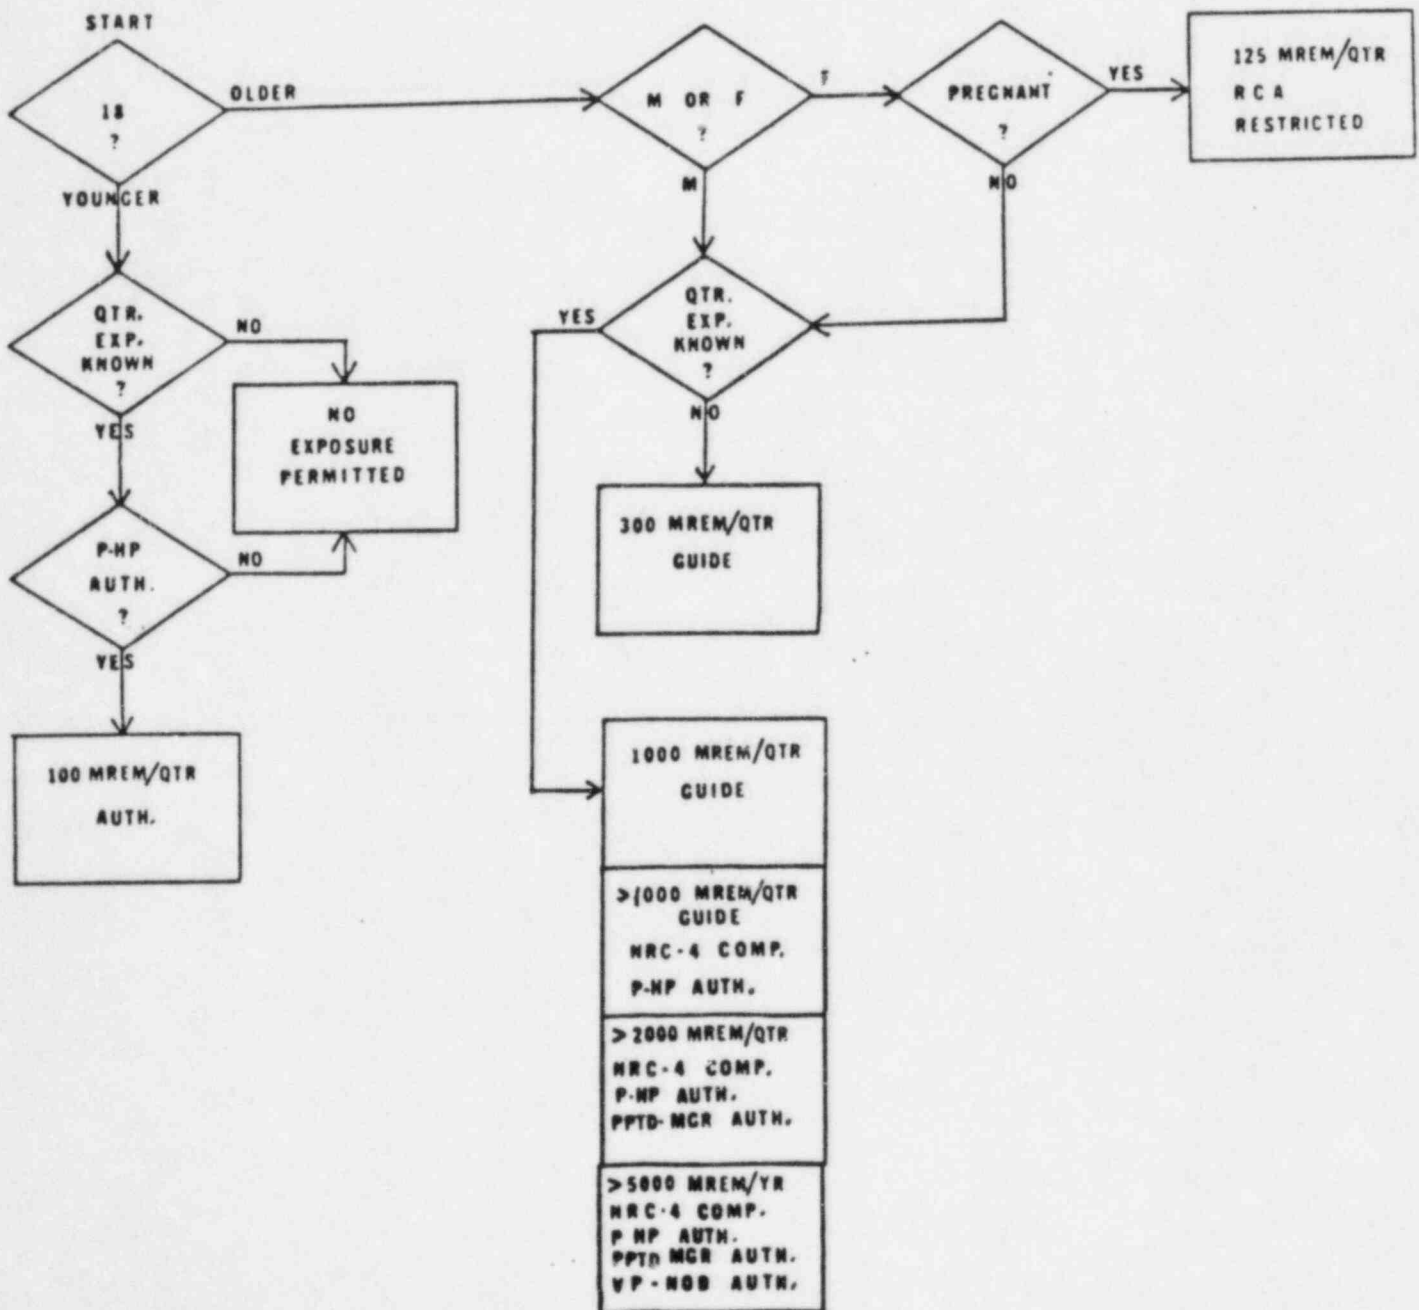 START
18
?
OLDER
YOUNGER
M OR F
?
F
M
PREGNANT
?
YES
NO
125 MREM/QTR
RCA
RESTRICTED
QTR.
EXP.
KNOWN
?
NO
YES
NO
EXPOSURE
PERMITTED
P-HP
AUTH.
?
NO
YES
100 MREM/QTR
AUTH.
QTR.
EXP.
KNOWN
?
YES
NO
300 MREM/QTR
GUIDE
1000 MREM/QTR
GUIDE
>1000 MREM/QTR
GUIDE
NRC-4 COMP.
P-HP AUTH.
>2000 MREM/QTR
NRC-4 COMP.
P-HP AUTH.
PPTD-MGR AUTH.
>5000 MREM/YR
NRC-4 COMP.
P HP AUTH.
PPTD MGR AUTH.
VP-NOD AUTH.